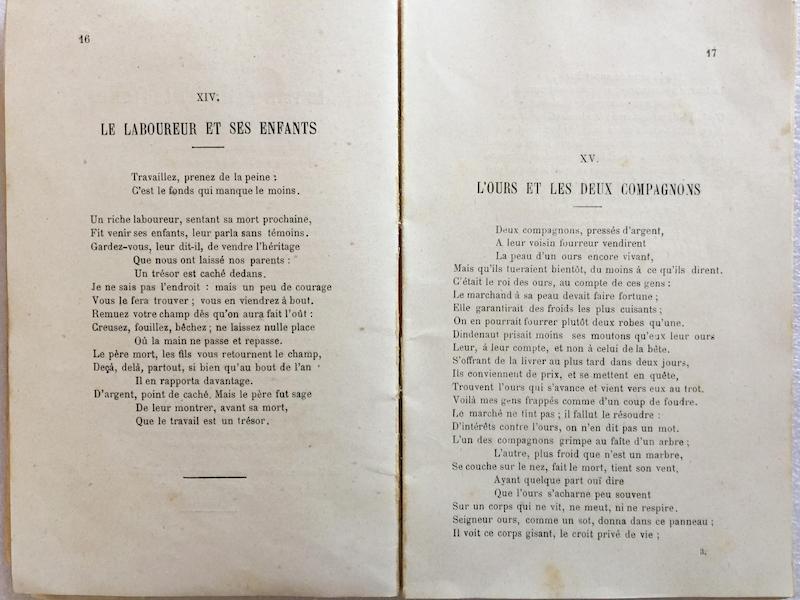 16
XIV.
LE LABOUREUR ET SES ENFANTS
Travaillez, prenez de la peine :
C'est le fonds qui manque le moins.
Un riche laboureur, sentant sa mort prochaine,
Fit venir ses enfants, leur parla sans témoins.
Gardez-vous, leur dit-il, de vendre l'héritage
Que nous ont laissé nos parents :
Un trésor est caché dedans.
Je ne sais pas l'endroit : mais un peu de courage
Vous le fera trouver ; vous en viendrez à bout.
Remuez votre champ dès qu'on aura fait l'oût :
Creusez, fouillez, bêchez ; ne laissez nulle place
Où la main ne passe et repasse.
Le père mort, les fils vous retournent le champ,
Deçà, delà, partout, si bien qu'au bout de l'an
Il en rapporta davantage.
D'argent, point de caché. Mais le père fut sage
De leur montrer, avant sa mort,
Que le travail est un trésor.
17
XV.
L'OURS ET LES DEUX COMPAGNONS
Deux compagnons, pressés d'argent,
A leur voisin fourreur vendirent
La peau d'un ours encore vivant,
Mais qu'ils tueraient bientôt, du moins à ce qu'ils dirent.
C'était le roi des ours, au compte de ces gens :
Le marchand à sa peau devait faire fortune ;
Elle garantirait des froids les plus cuisants ;
On en pourrait fourrer plutôt deux robes qu'une.
Dindenaut prisait moins ses moutons qu'eux leur ours
Leur, à leur compte, et non à celui de la bête.
S'offrant de la livrer au plus tard dans deux jours,
Ils conviennent de prix, et se mettent en quête,
Trouvent l'ours qui s'avance et vient vers eux au trot.
Voilà mes gens frappés comme d'un coup de foudre.
Le marché ne tint pas ; il fallut le résoudre :
D'intérêts contre l'ours, on n'en dit pas un mot.
L'un des compagnons grimpe au faîte d'un arbre ;
L'autre, plus froid que n'est un marbre,
Se couche sur le nez, fait le mort, tient son vent,
Ayant quelque part ouï dire
Que l'ours s'acharne peu souvent
Sur un corps qui ne vit, ne meut, ni ne respire.
Seigneur ours, comme un sot, donna dans ce panneau ;
Il voit ce corps gisant, le croit privé de vie ;
3.